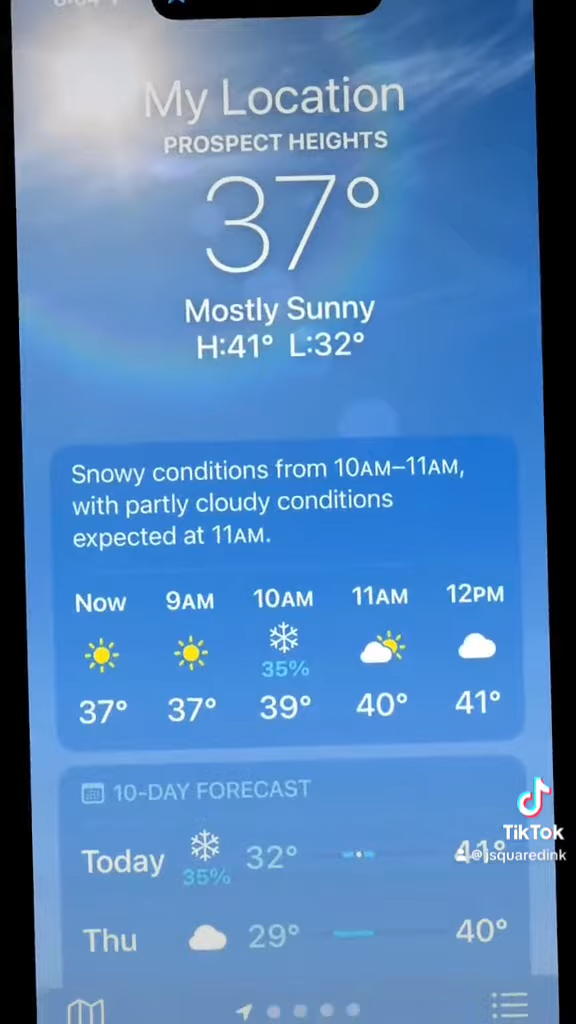 My Location
PROSPECT HEIGHTS
37°
Mostly Sunny
H:41° L:32°
Snowy conditions from 10AM–11AM,
with partly cloudy conditions
expected at 11AM.
Now 9AM 10AM 11AM 12PM
35%
37° 37° 39° 40° 41°
10-DAY FORECAST
Today 32° 41°
35%
TikTok
@jsquaredink
Thu 29° 40°